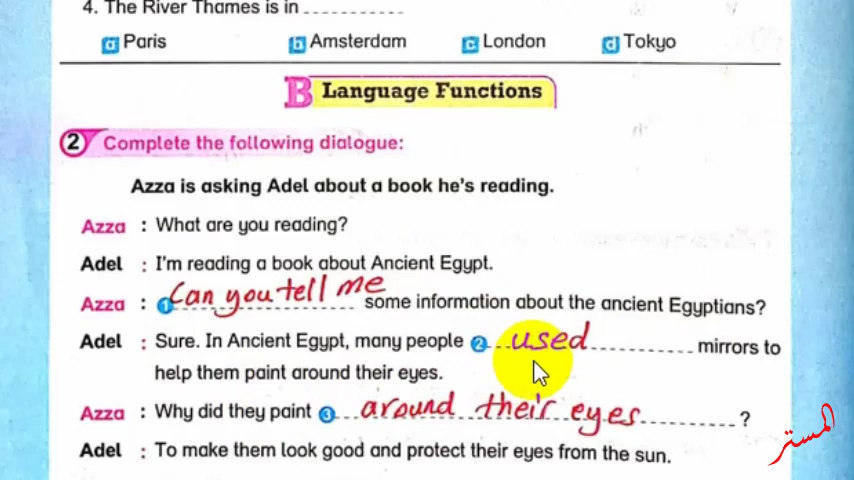 4. The River Thames is in ...........
a Paris b Amsterdam c London d Tokyo
B Language Functions
2 Complete the following dialogue:
Azza is asking Adel about a book he's reading.
Azza : What are you reading?
Adel : I'm reading a book about Ancient Egypt.
Azza : 1 Can you tell me some information about the ancient Egyptians?
Adel : Sure. In Ancient Egypt, many people 2 used mirrors to
help them paint around their eyes.
Azza : Why did they paint 3 around their eyes ?
Adel : To make them look good and protect their eyes from the sun.
المستر